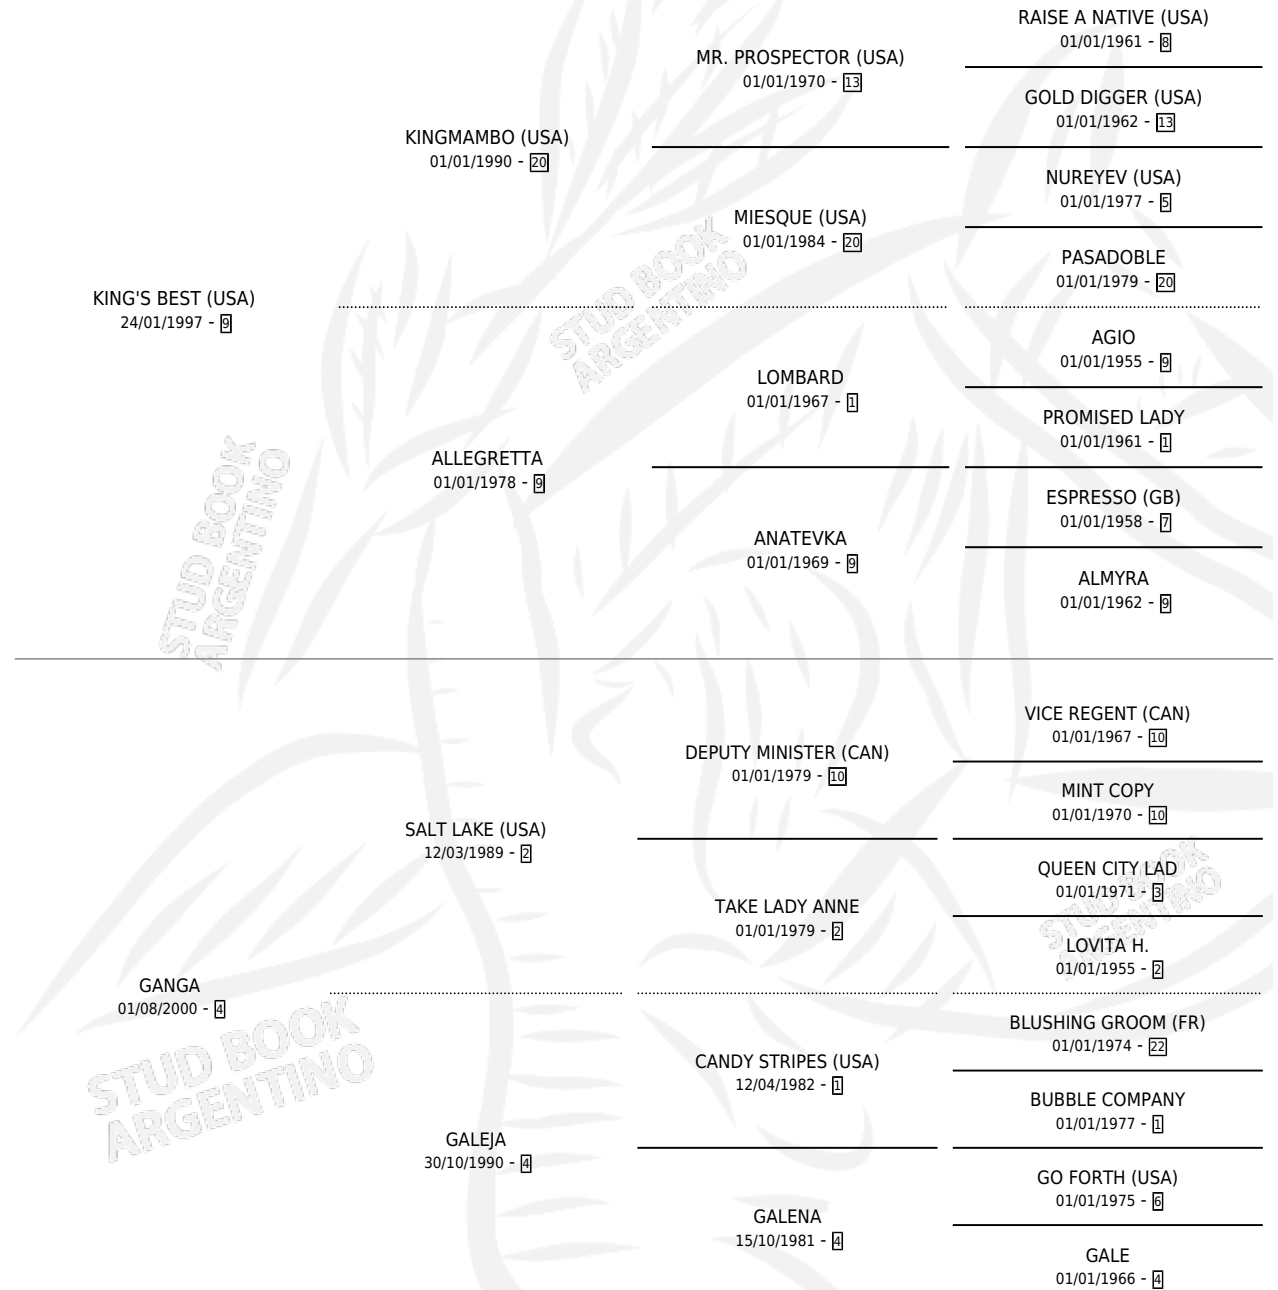 RAISE A NATIVE (USA)
01/01/1961 - 8
MR. PROSPECTOR (USA)
01/01/1970 - 13
GOLD DIGGER (USA)
01/01/1962 - 13
KINGMAMBO (USA)
01/01/1990 - 20
NUREYEV (USA)
01/01/1977 - 5
MIESQUE (USA)
01/01/1984 - 20
PASADOBLE
01/01/1979 - 20
KING'S BEST (USA)
24/01/1997 - 9
STUD BOOK
ARGENTINO
AGIO
01/01/1955 - 9
LOMBARD
01/01/1967 - 1
PROMISED LADY
01/01/1961 - 1
ALLEGRETTA
01/01/1978 - 9
ESPRESSO (GB)
01/01/1958 - 7
ANATEVKA
01/01/1969 - 9
ALMYRA
01/01/1962 - 9
STUD BOOK
ARGENTINO
VICE REGENT (CAN)
01/01/1967 - 10
DEPUTY MINISTER (CAN)
01/01/1979 - 10
MINT COPY
01/01/1970 - 10
SALT LAKE (USA)
12/03/1989 - 2
QUEEN CITY LAD
01/01/1971 - 3
TAKE LADY ANNE
01/01/1979 - 2
LOVITA H.
01/01/1955 - 2
STUD BOOK
ARGENTINO
GANGA
01/08/2000 - 4
BLUSHING GROOM (FR)
01/01/1974 - 22
CANDY STRIPES (USA)
12/04/1982 - 1
BUBBLE COMPANY
01/01/1977 - 1
STUD BOOK
ARGENTINO
GALEJA
30/10/1990 - 4
GO FORTH (USA)
01/01/1975 - 6
GALENA
15/10/1981 - 4
GALE
01/01/1966 - 4